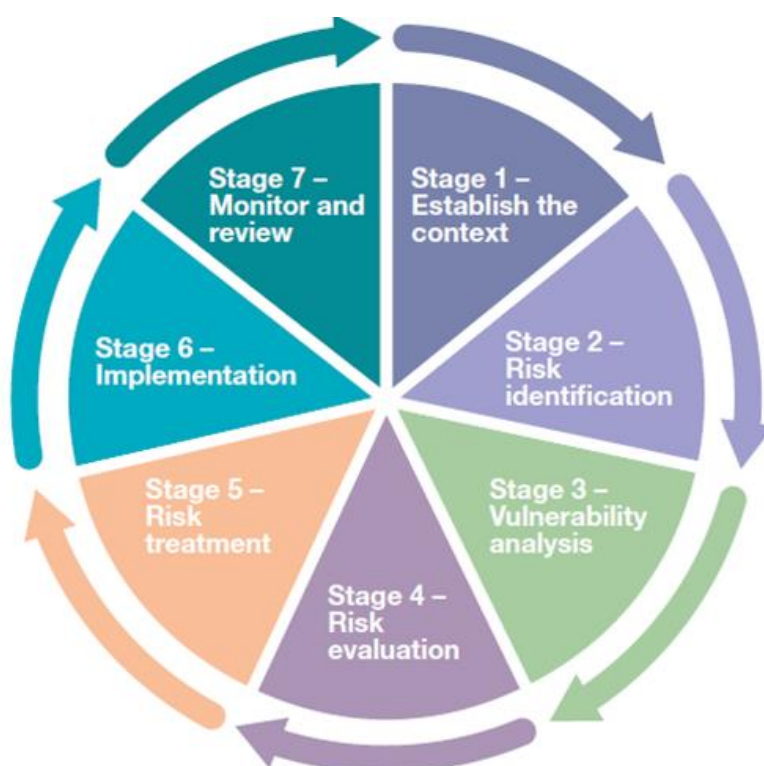 Stage 1 –
Establish the
context
Stage 2 –
Risk
identification
Stage 3 –
Vulnerability
analysis
Stage 4 –
Risk
evaluation
Stage 5 –
Risk
treatment
Stage 6 –
Implementation
Stage 7 –
Monitor and
review